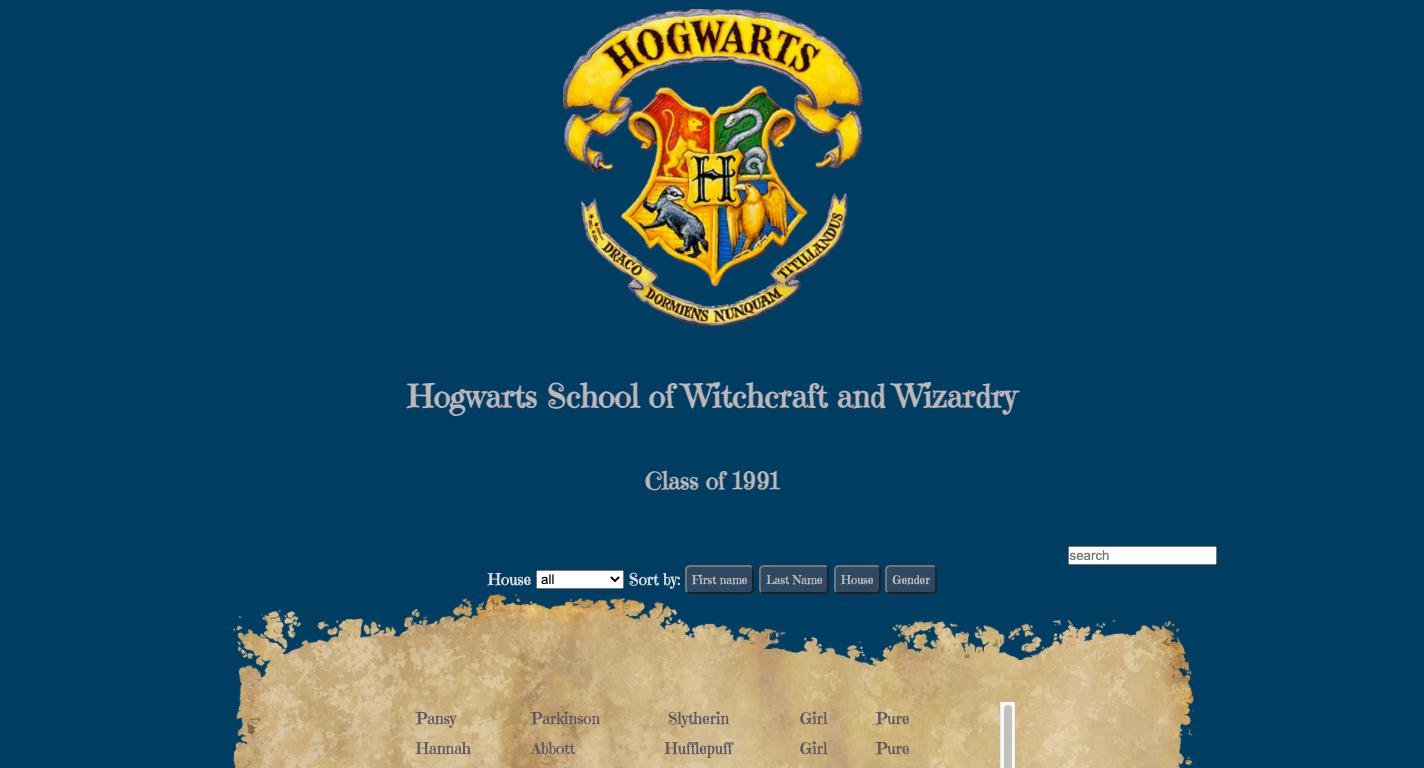 HOGWARTS
H
DRACO DORMIENS NUNQUAM TITILLANDUS
Hogwarts School of Witchcraft and Wizardry
Class of 1991
search
House all Sort by: First name Last Name House Gender
Pansy Parkinson Slytherin Girl Pure
Hannah Abbott Hufflepuff Girl Pure